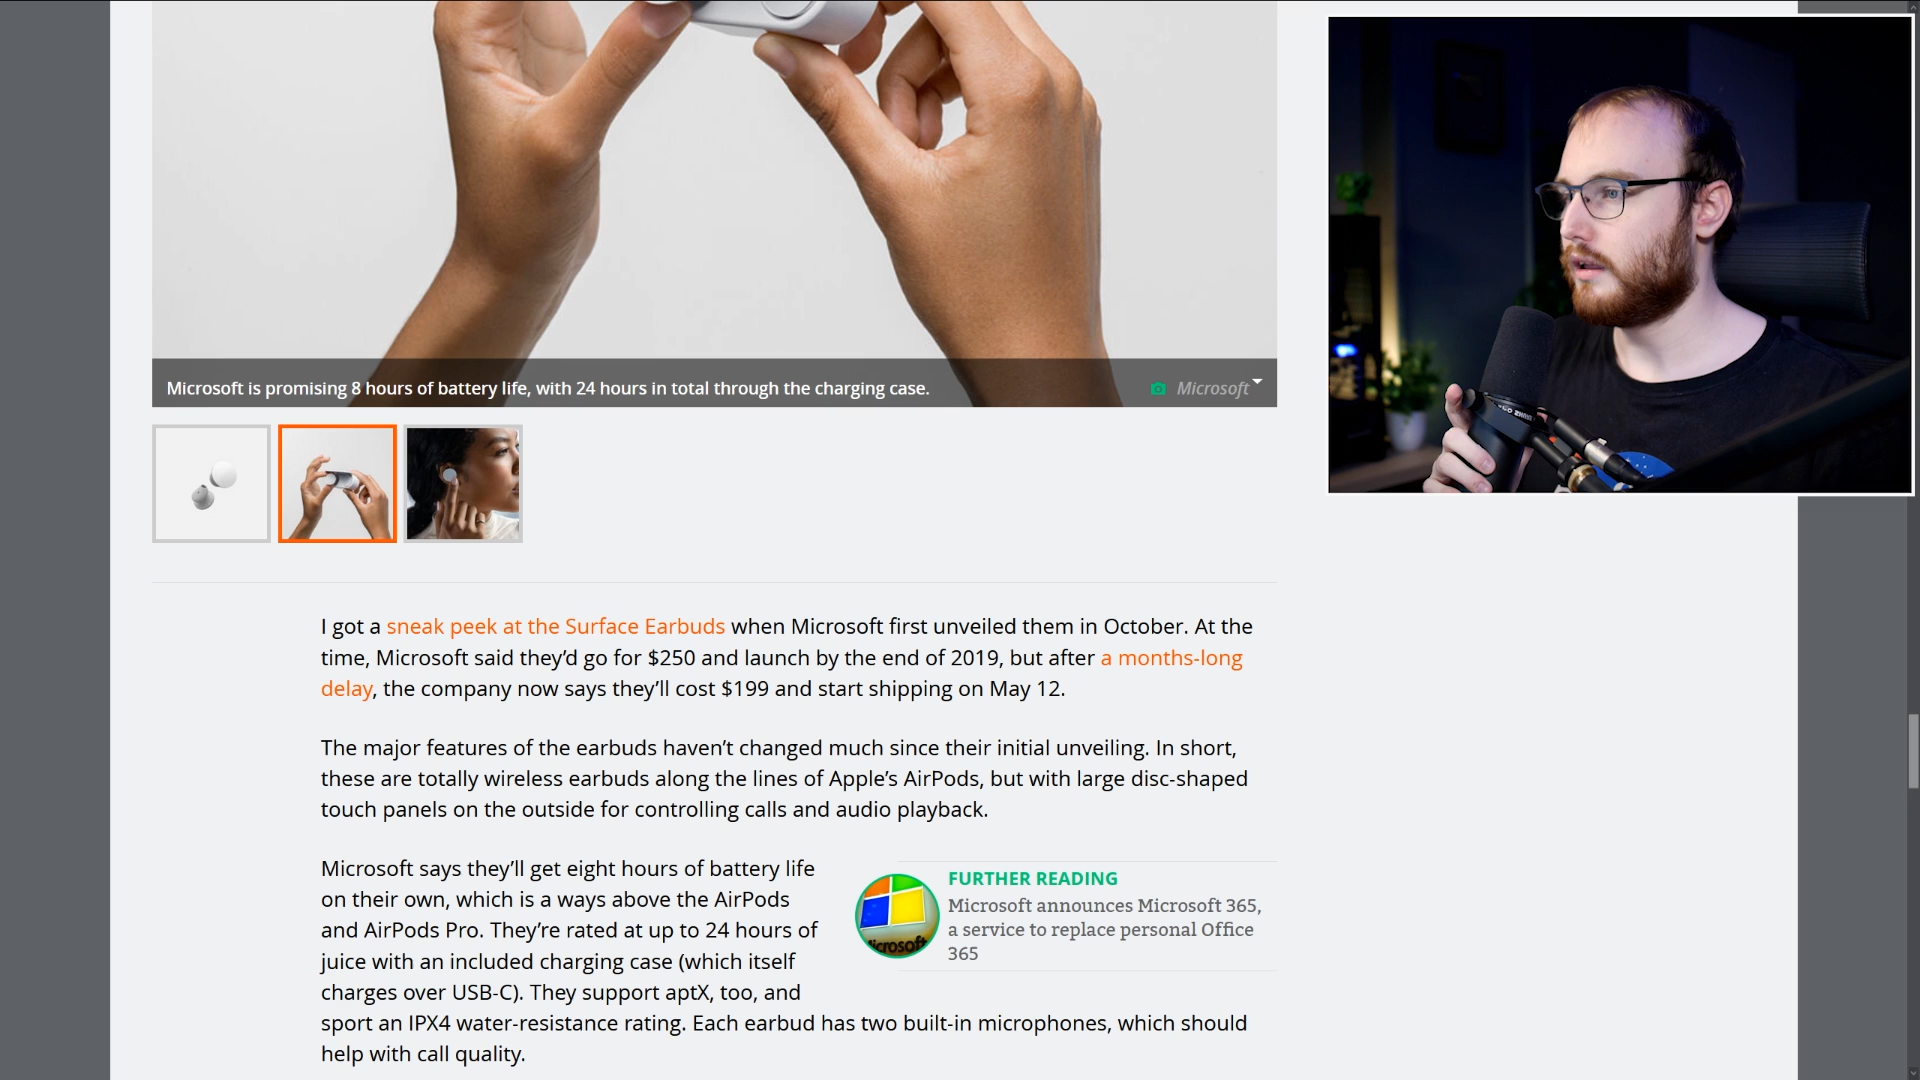 Microsoft is promising 8 hours of battery life, with 24 hours in total through the charging case.
Microsoft
I got a sneak peek at the Surface Earbuds when Microsoft first unveiled them in October. At the
time, Microsoft said they’d go for $250 and launch by the end of 2019, but after a months-long
delay, the company now says they’ll cost $199 and start shipping on May 12.
The major features of the earbuds haven’t changed much since their initial unveiling. In short,
these are totally wireless earbuds along the lines of Apple’s AirPods, but with large disc-shaped
touch panels on the outside for controlling calls and audio playback.
Microsoft says they’ll get eight hours of battery life
on their own, which is a ways above the AirPods
and AirPods Pro. They’re rated at up to 24 hours of
juice with an included charging case (which itself
charges over USB-C). They support aptX, too, and
sport an IPX4 water-resistance rating. Each earbud has two built-in microphones, which should
help with call quality.
FURTHER READING
Microsoft announces Microsoft 365,
a service to replace personal Office
365